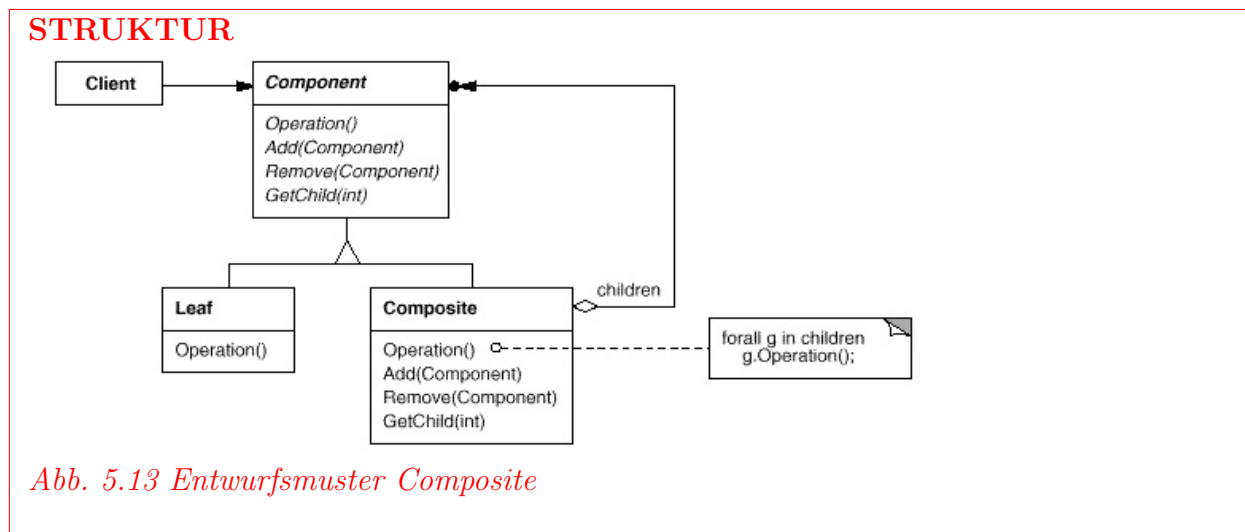 STRUKTUR
Client
Component
Operation()
Add(Component)
Remove(Component)
GetChild(int)
children
Leaf
Operation()
Composite
Operation()
Add(Component)
Remove(Component)
GetChild(int)
forall g in children
g.Operation();
Abb. 5.13 Entwurfsmuster Composite